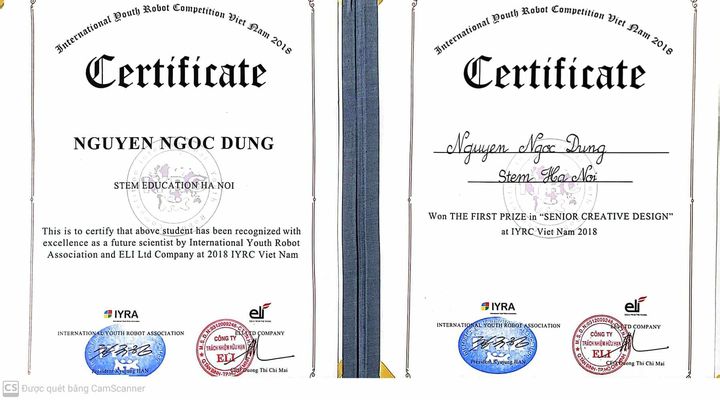 International Youth Robot Competition Viet Nam 2018
Certificate
NGUYEN NGOC DUNG
STEM EDUCATION HA NOI
This is to certify that above student has been recognized with
excellence as a future scientist by International Youth Robot
Association and ELI Ltd Company at 2018 IYRC Viet Nam
IYRA
eli
INTERNATIONAL YOUTH ROBOT ASSOCIATION
ELI LTD COMPANY
CÔNG TY
TRÁCH NHIỆM HỮU HẠN
ELI
President Kyoung HAN
CEO Duong Thi Chi Mai
International Youth Robot Competition Viet Nam 2018
Certificate
Nguyen Ngoc Dung
Stem Ha Noi
Won THE FIRST PRIZE in “SENIOR CREATIVE DESIGN”
at IYRC Viet Nam 2018
IYRA
eli
INTERNATIONAL YOUTH ROBOT ASSOCIATION
ELI LTD COMPANY
CÔNG TY
TRÁCH NHIỆM HỮU HẠN
ELI
CEO Duong Thi Chi Mai
CS Được quét bằng CamScanner